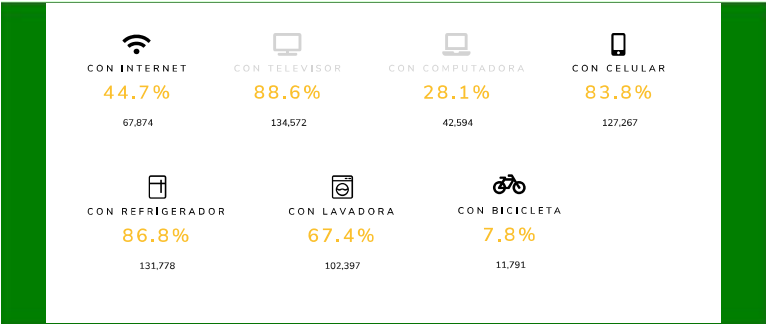 CON INTERNET
44.7%
67,874
CON TELEVISOR
88.6%
134,572
CON COMPUTADORA
28.1%
42,594
CON CELULAR
83.8%
127,267
CON REFRIGERADOR
86.8%
131,778
CON LAVADORA
67.4%
102,397
CON BICICLETA
7.8%
11,791